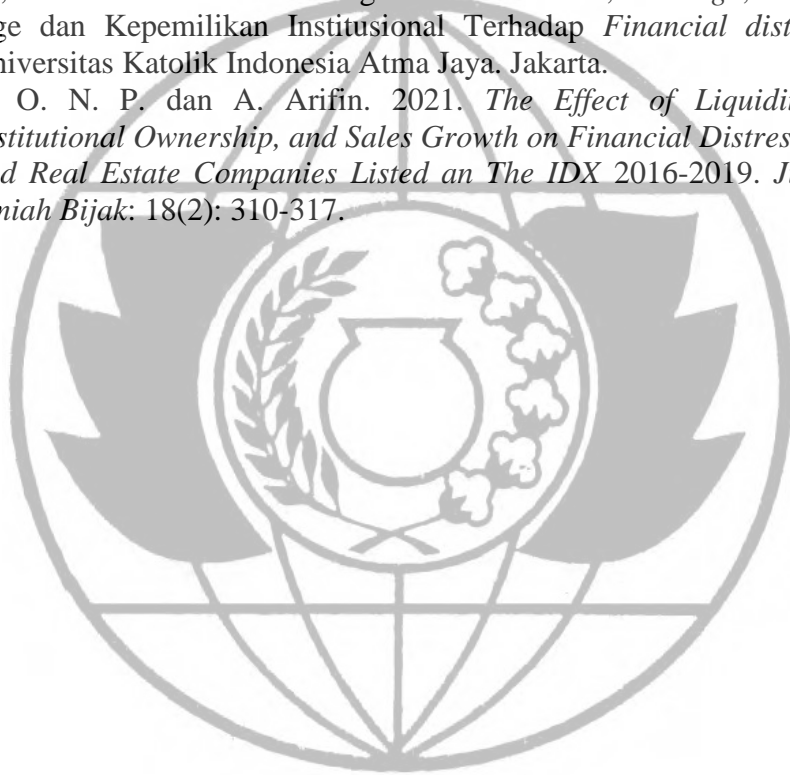 ge dan Kepemilikan Institusional Terhadap Financial dist
niversitas Katolik Indonesia Atma Jaya. Jakarta.
O. N. P. dan A. Arifin. 2021. The Effect of Liquidi
stitutional Ownership, and Sales Growth on Financial Distres
d Real Estate Companies Listed an The IDX 2016-2019. J
niah Bijak: 18(2): 310-317.